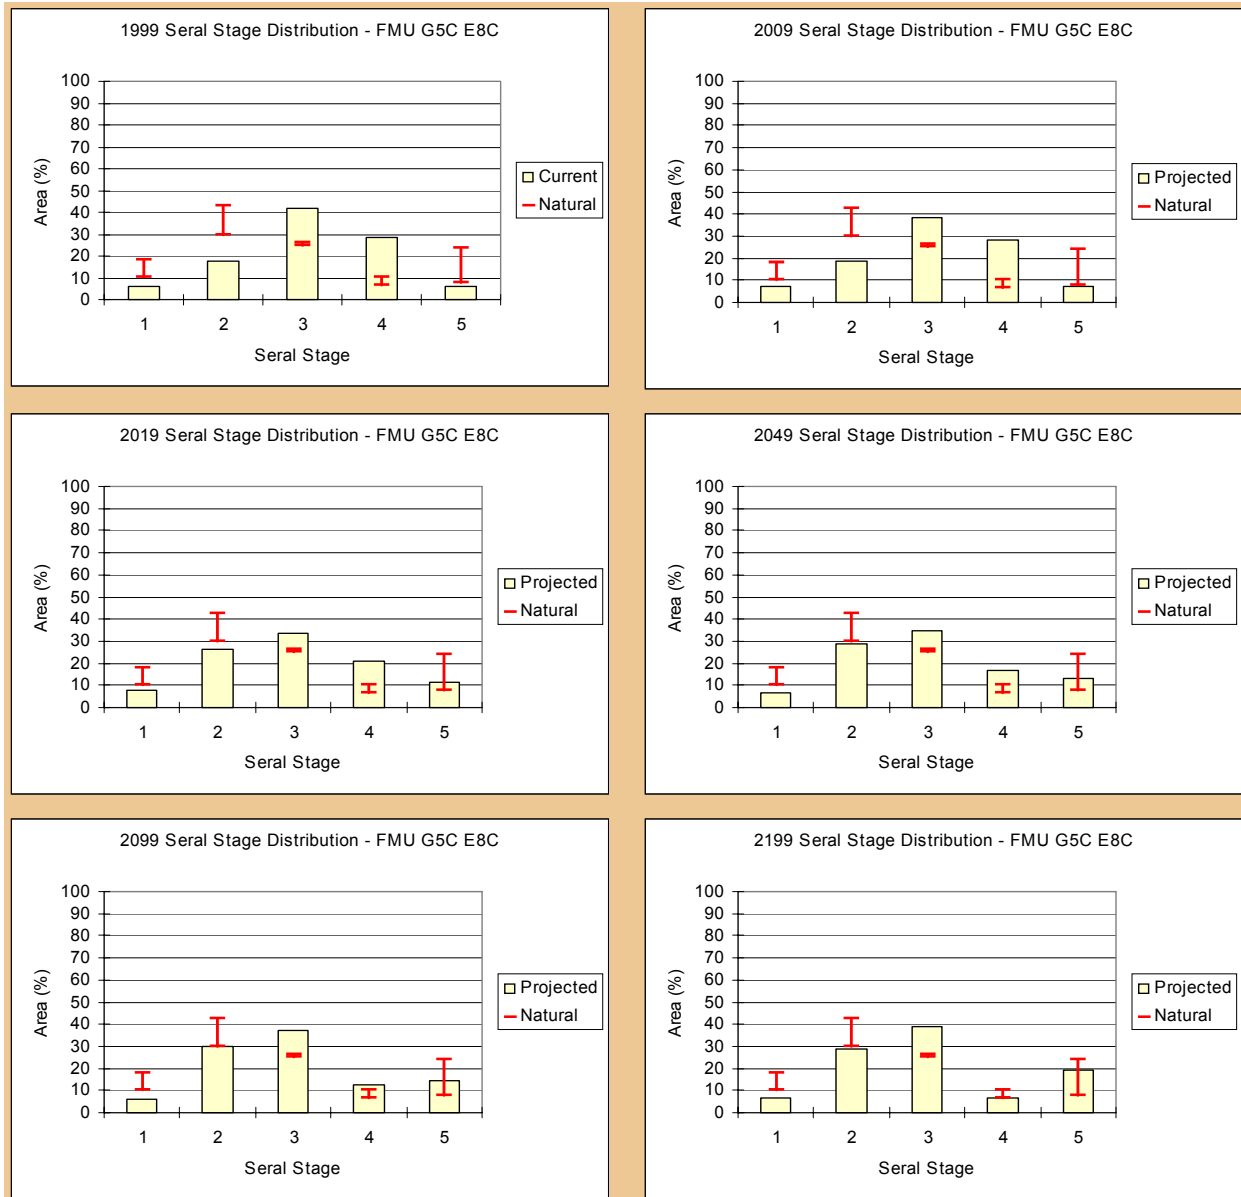 1999 Seral Stage Distribution - FMU G5C E8C
100
90
80
70
60
50
40
30
20
10
0
Area (%)
1 2 3 4 5
Seral Stage
Current
Natural
2009 Seral Stage Distribution - FMU G5C E8C
100
90
80
70
60
50
40
30
20
10
0
Area (%)
1 2 3 4 5
Seral Stage
Projected
Natural
2019 Seral Stage Distribution - FMU G5C E8C
100
90
80
70
60
50
40
30
20
10
0
Area (%)
1 2 3 4 5
Seral Stage
Projected
Natural
2049 Seral Stage Distribution - FMU G5C E8C
100
90
80
70
60
50
40
30
20
10
0
Area (%)
1 2 3 4 5
Seral Stage
Projected
Natural
2099 Seral Stage Distribution - FMU G5C E8C
100
90
80
70
60
50
40
30
20
10
0
Area (%)
1 2 3 4 5
Seral Stage
Projected
Natural
2199 Seral Stage Distribution - FMU G5C E8C
100
90
80
70
60
50
40
30
20
10
0
Area (%)
1 2 3 4 5
Seral Stage
Projected
Natural